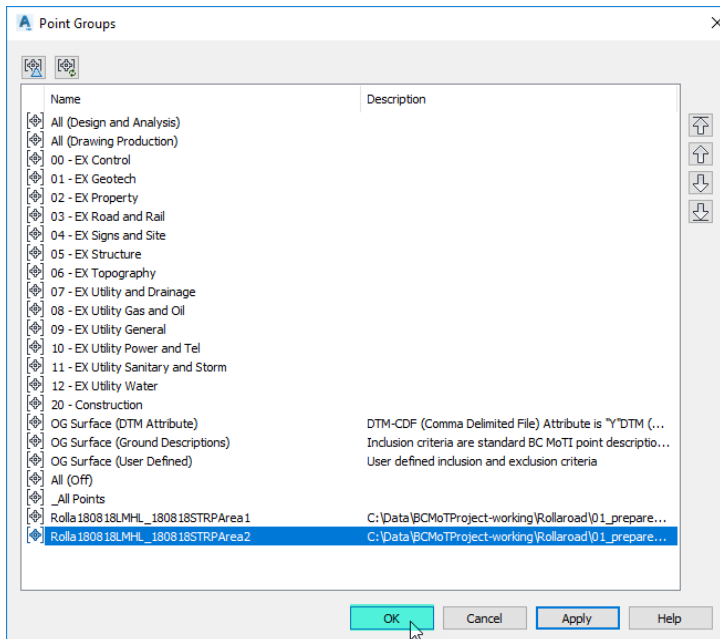 Point Groups
Name Description
All (Design and Analysis)
All (Drawing Production)
00 - EX Control
01 - EX Geotech
02 - EX Property
03 - EX Road and Rail
04 - EX Signs and Site
05 - EX Structure
06 - EX Topography
07 - EX Utility and Drainage
08 - EX Utility Gas and Oil
09 - EX Utility General
10 - EX Utility Power and Tel
11 - EX Utility Sanitary and Storm
12 - EX Utility Water
20 - Construction
OG Surface (DTM Attribute) DTM-CDF (Comma Delimited File) Attribute is "Y"DTM (...
OG Surface (Ground Descriptions) Inclusion criteria are standard BC MoTI point descriptio...
OG Surface (User Defined) User defined inclusion and exclusion criteria
All (Off)
_All Points
Rolla180818LMHL_180818STRPArea1 C:\Data\BCMoTProject-working\Rollaroad\01_prepare...
Rolla180818LMHL_180818STRPArea2 C:\Data\BCMoTProject-working\Rollaroad\01_prepare...
OK Cancel Apply Help